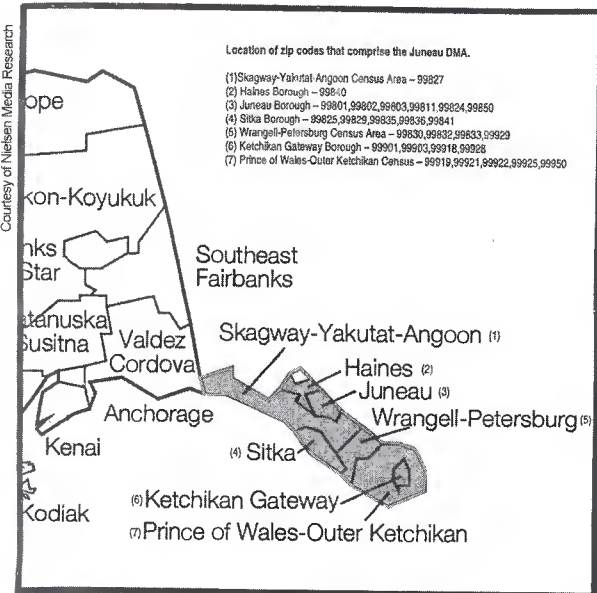 Courtesy of Nielsen Media Research
Location of zip codes that comprise the Juneau DMA.
(1)Skagway-Yakutat-Angoon Census Area – 99827
(2) Haines Borough – 99840
(3) Juneau Borough – 99801,99802,99803,99811,99824,99850
(4) Sitka Borough – 99825,99829,99835,99836,99841
(5) Wrangell-Petersburg Census Area – 99830,99832,99833,99929
(6) Ketchikan Gateway Borough – 99901,99903,99918,99928
(7) Prince of Wales-Outer Ketchikan Census – 99919,99921,99922,99925,99950
ope
kon-Koyukuk
nks
Star
Southeast
Fairbanks
atanuska
Susitna
Valdez
Cordova
Skagway-Yakutat-Angoon (1)
Haines (2)
Juneau (3)
Anchorage
Wrangell-Petersburg (5)
Kenai
(4) Sitka
Kodiak
(6) Ketchikan Gateway
(7) Prince of Wales-Outer Ketchikan